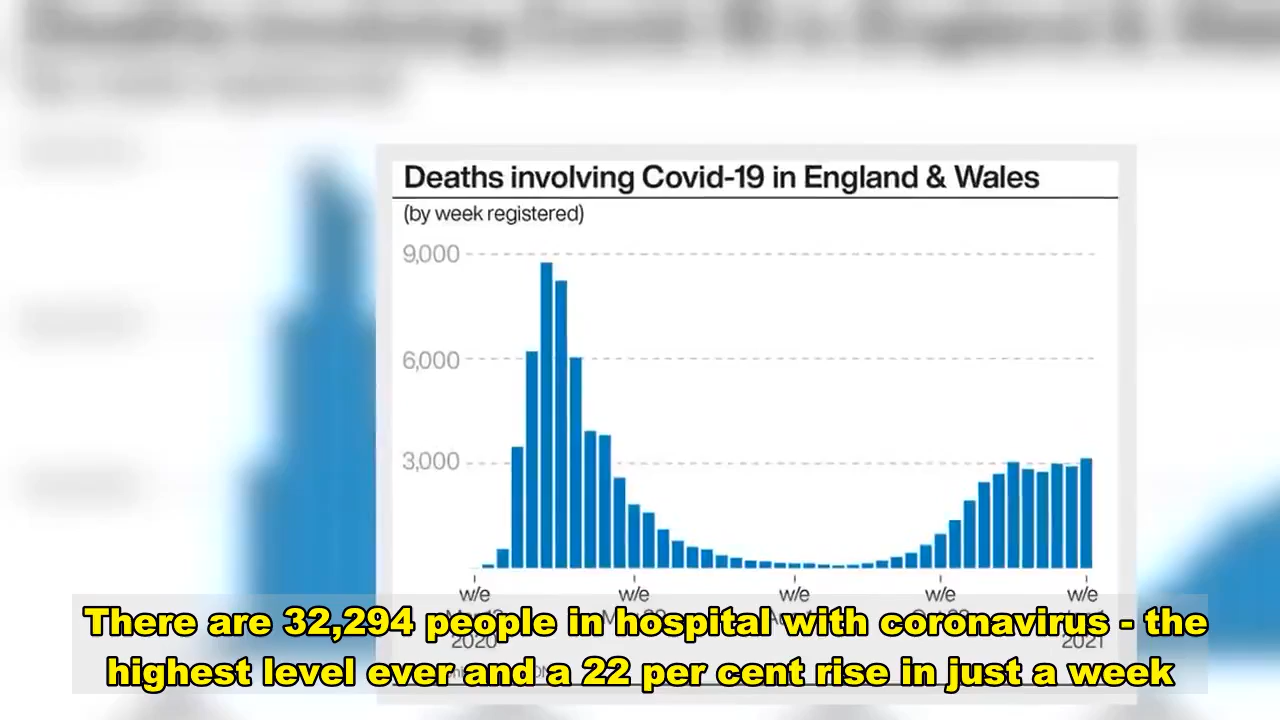 Deaths involving Covid-19 in England & Wales
(by week registered)
9,000
6,000
3,000
w/e w/e w/e w/e w/e
2020 2021
There are 32,294 people in hospital with coronavirus - the
highest level ever and a 22 per cent rise in just a week